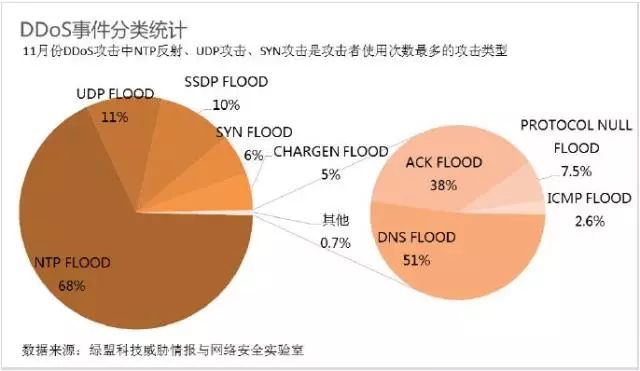 DDoS事件分类统计
11月份DDoS攻击中NTP反射、UDP攻击、SYN攻击是攻击者使用次数最多的攻击类型
SSDP FLOOD
10%
UDP FLOOD
11%
SYN FLOOD
6%
CHARGEN FLOOD
5%
其他
0.7%
NTP FLOOD
68%
PROTOCOL NULL
FLOOD
7.5%
ACK FLOOD
38%
ICMP FLOOD
2.6%
DNS FLOOD
51%
数据来源：绿盟科技威胁情报与网络安全实验室